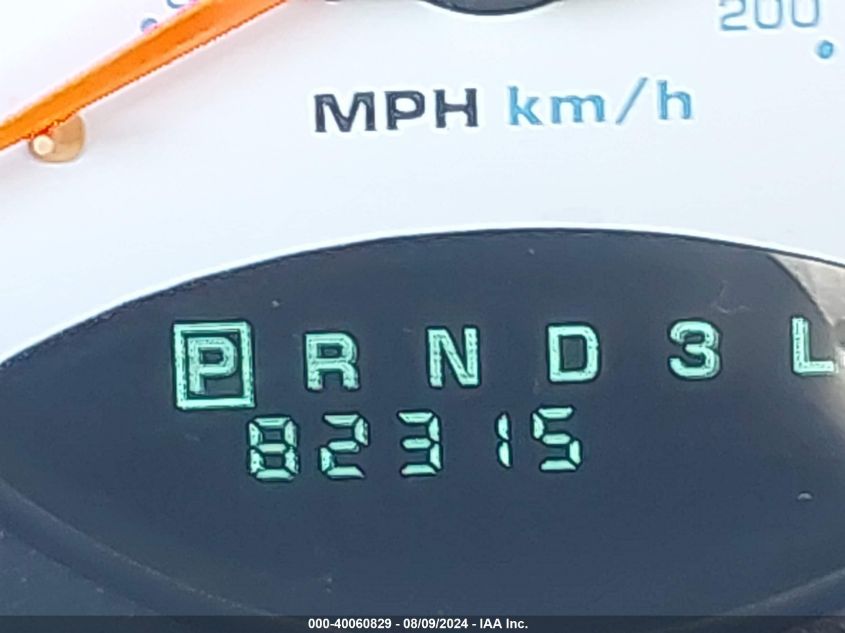 200
MPH km/h
P R N D 3 L
82315
000-40060829 - 08/09/2024 - IAA Inc.